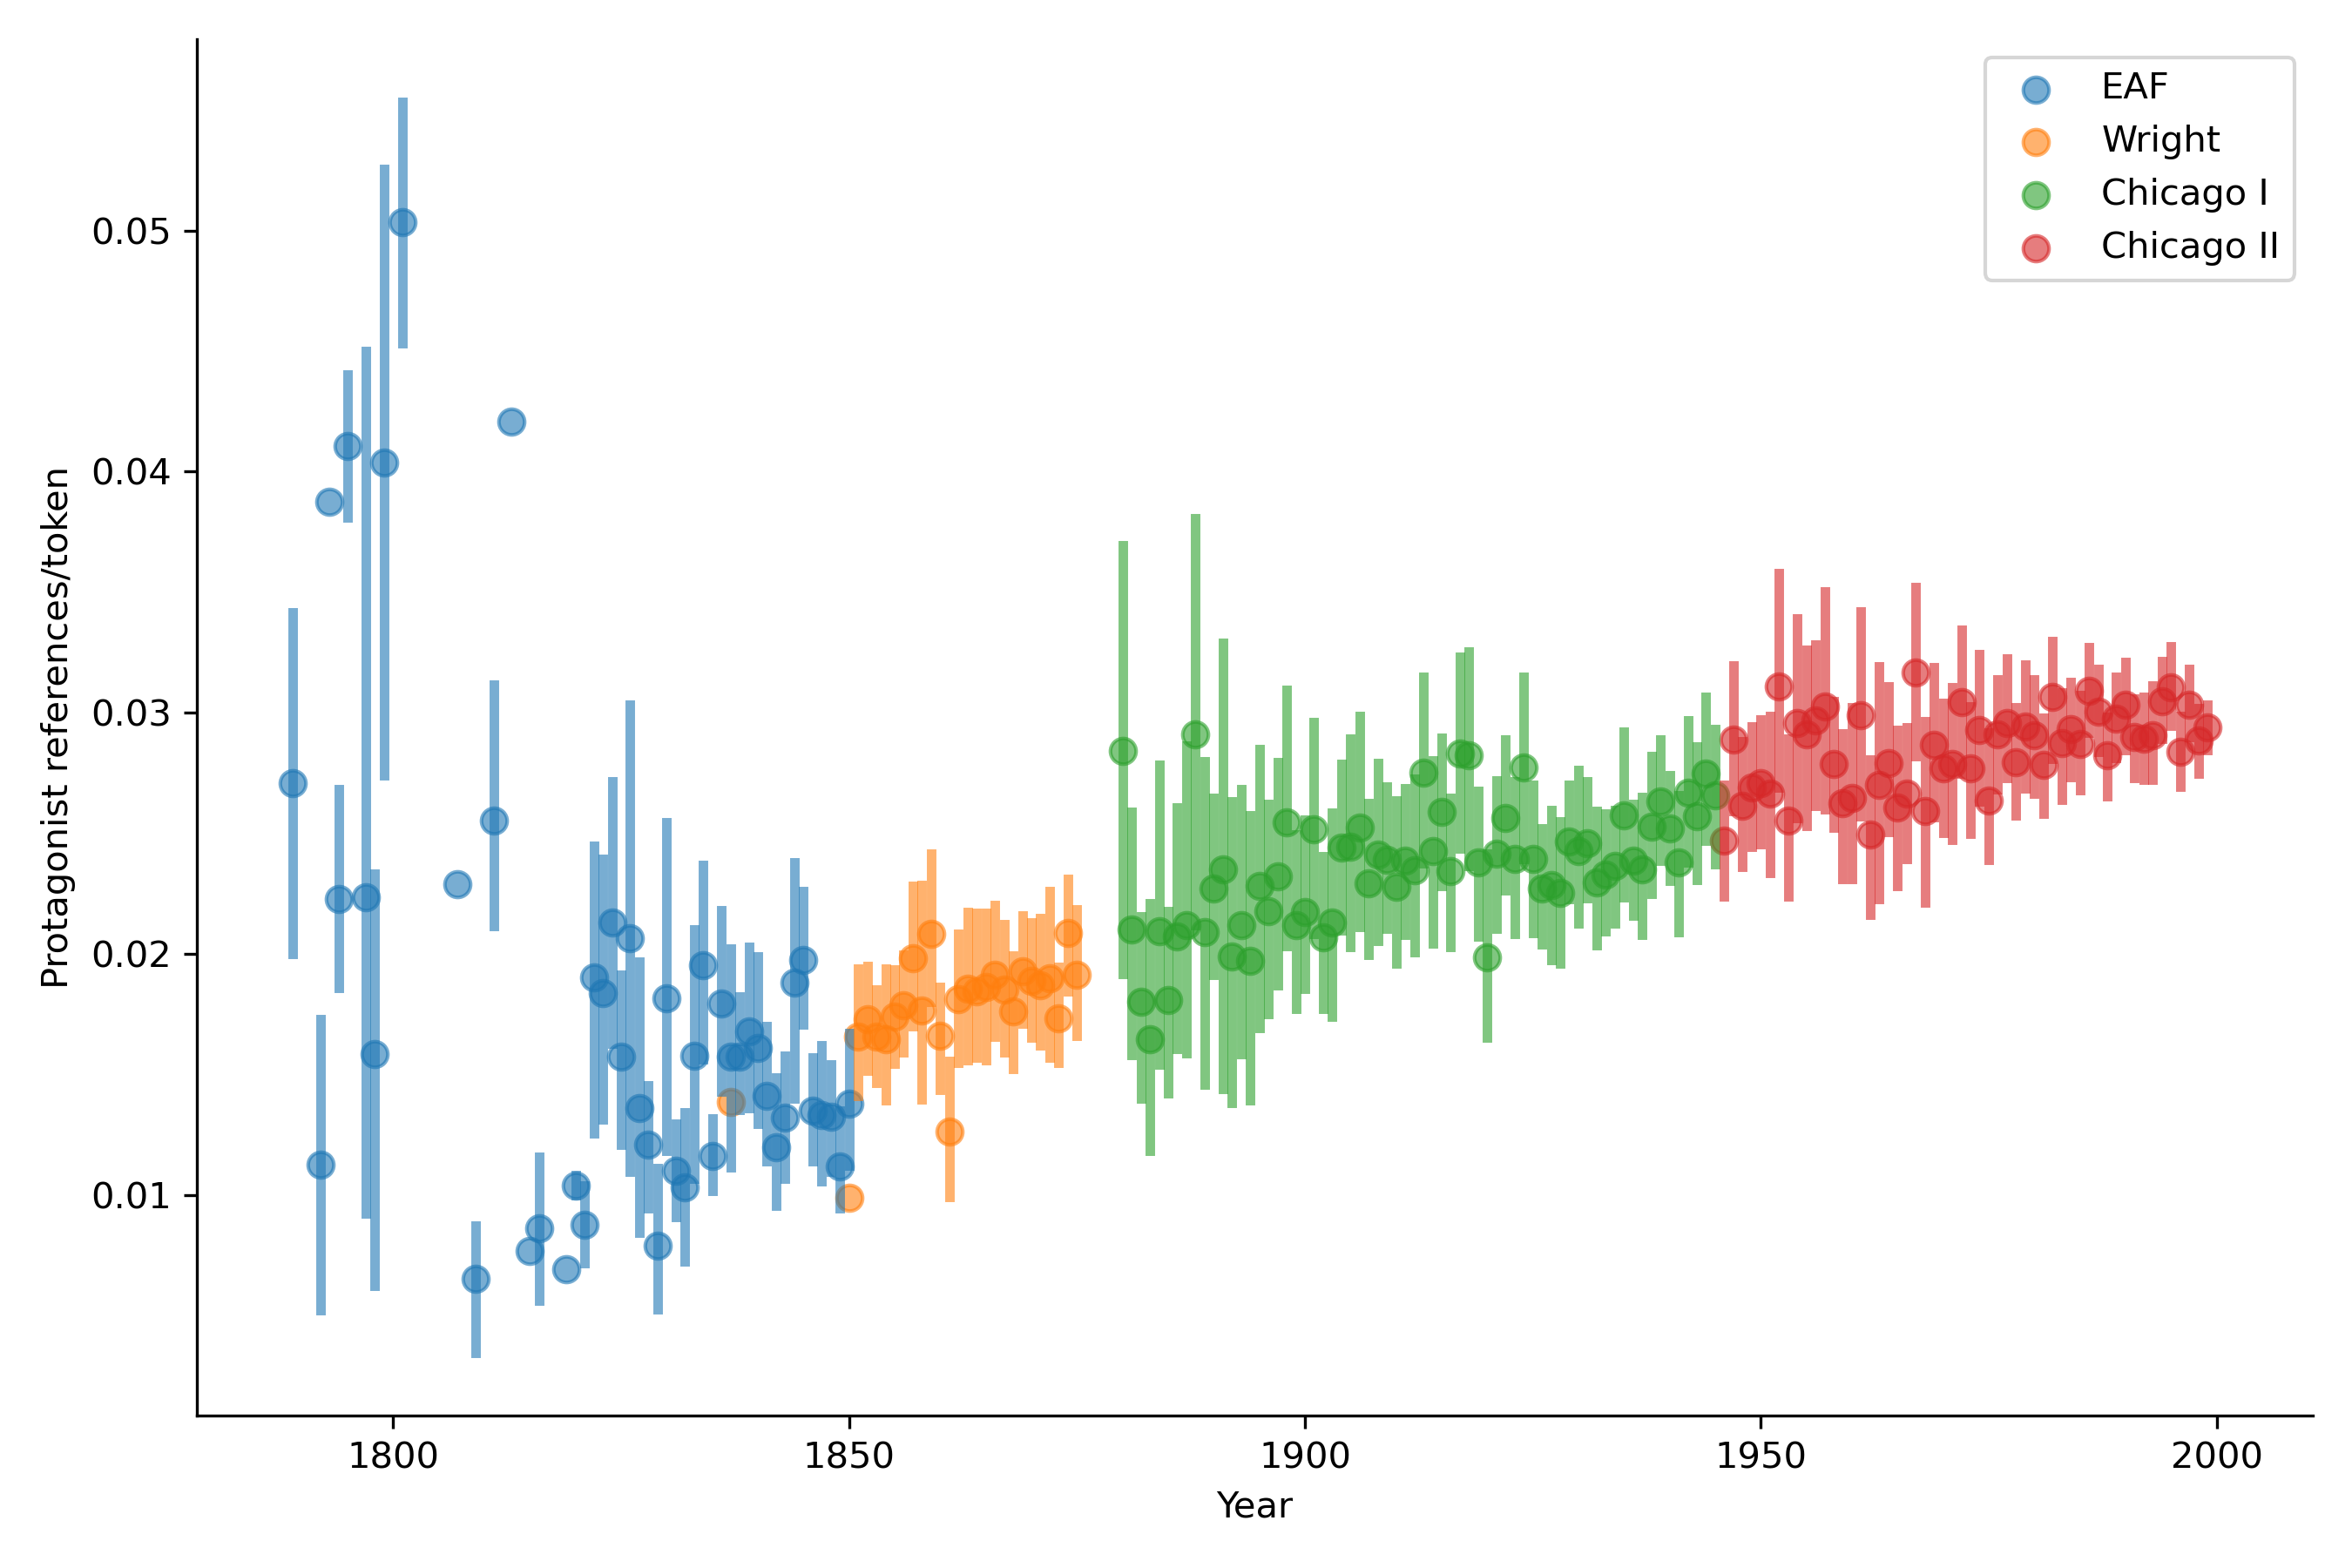 EAF
Wright
Chicago I
Chicago II
0.05
0.04
0.03
0.02
0.01
Protagonist references/token
1800
1850
1900
1950
2000
Year